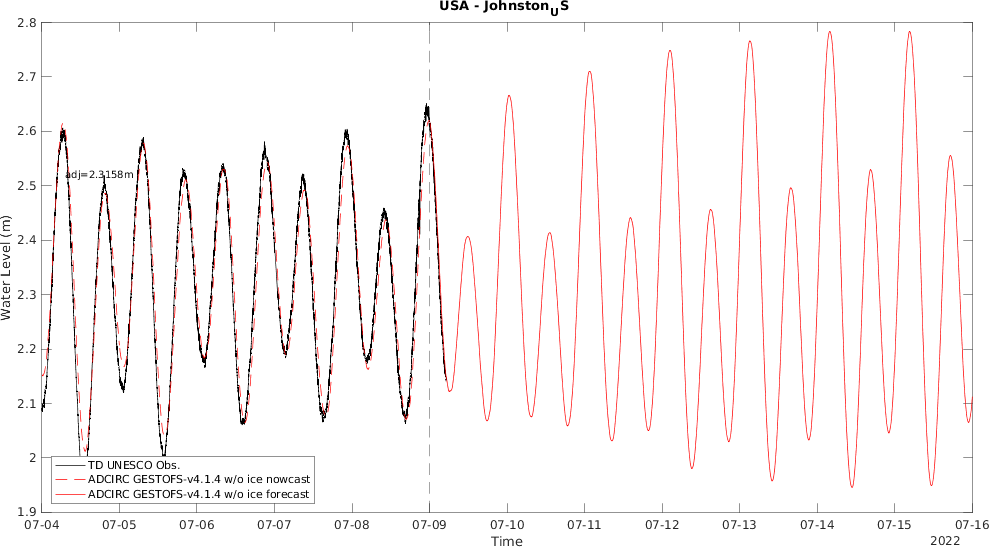 USA - Johnston_US
2.8
2.7
2.6
adj=2.3158m
2.5
2.4
Water Level (m)
2.3
2.2
2.1
2
TD UNESCO Obs.
ADCIRC GESTOFS-v4.1.4 w/o ice nowcast
ADCIRC GESTOFS-v4.1.4 w/o ice forecast
1.9
07-04 07-05 07-06 07-07 07-08 07-09 07-10 07-11 07-12 07-13 07-14 07-15 07-16
Time
2022